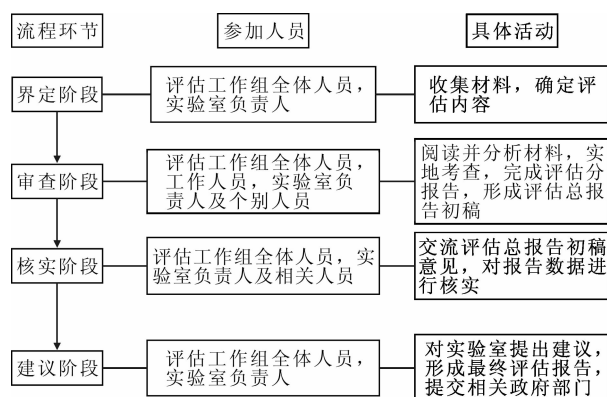 流程环节
参加人员
具体活动
界定阶段
评估工作组全体人员，
实验室负责人
收集材料，确定评
估内容
审查阶段
评估工作组全体人员，
工作人员，实验室负
责人及个别人员
阅读并分析材料，实
地考查，完成评估分
报告，形成评估总报
告初稿
核实阶段
评估工作组全体人员，实
验室负责人及相关人员
交流评估总报告初稿
意见，对报告数据进
行核实
建议阶段
评估工作组全体人员，
实验室负责人
对实验室提出建议，
形成最终评估报告，
提交相关政府部门